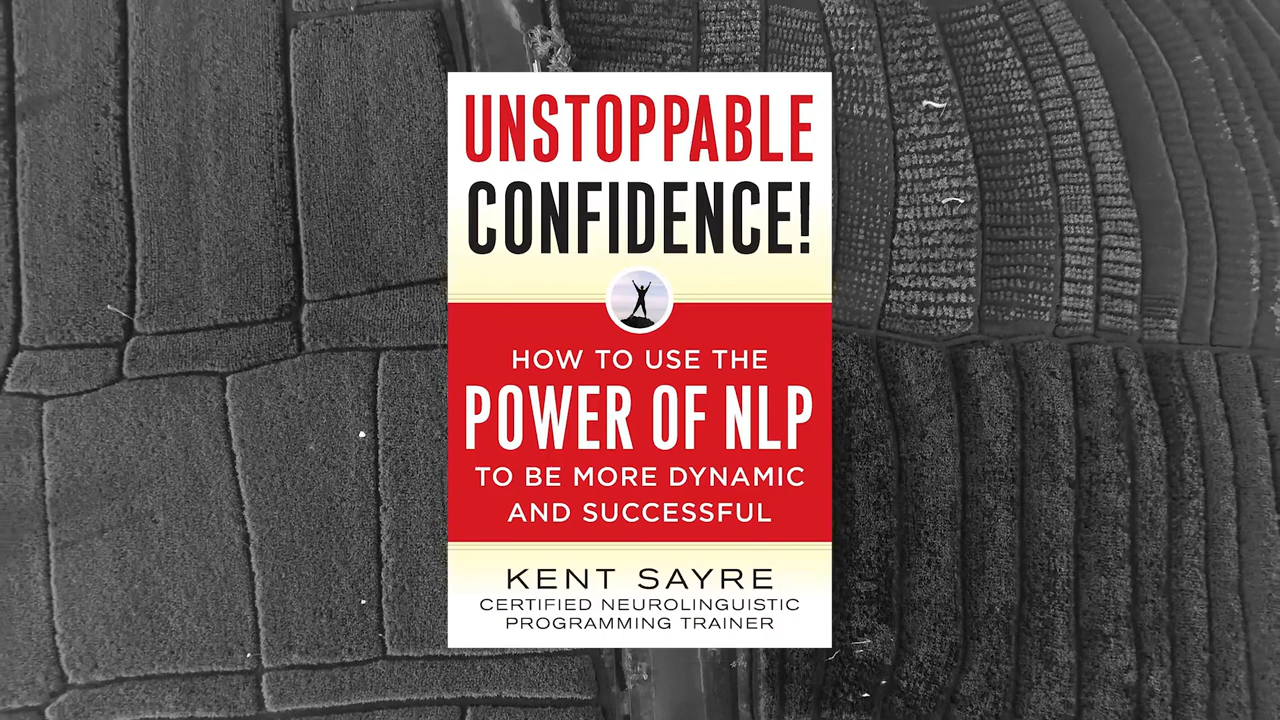 UNSTOPPABLE
CONFIDENCE!
HOW TO USE THE
POWER OF NLP
TO BE MORE DYNAMIC
AND SUCCESSFUL
KENT SAYRE
CERTIFIED NEUROLINGUISTIC
PROGRAMMING TRAINER